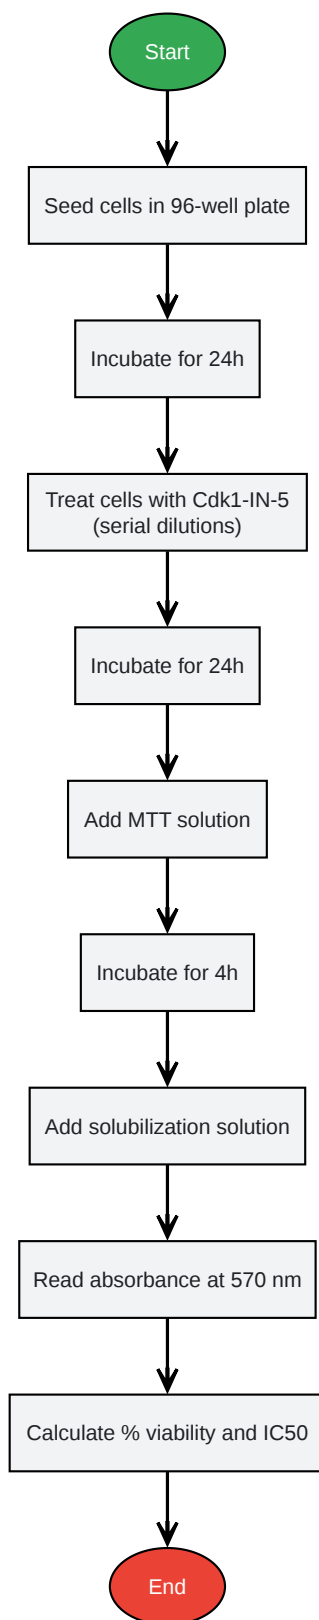 Start
Seed cells in 96-well plate
Incubate for 24h
Treat cells with Cdk1-IN-5
(serial dilutions)
Incubate for 24h
Add MTT solution
Incubate for 4h
Add solubilization solution
Read absorbance at 570 nm
Calculate % viability and IC50
End